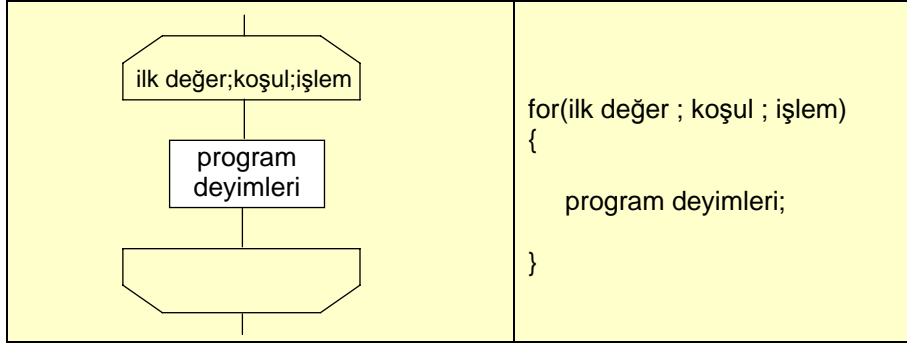 ilk değer;koşul;işlem
program
deyimleri
for(ilk değer ; koşul ; işlem)
{
program deyimleri;
}